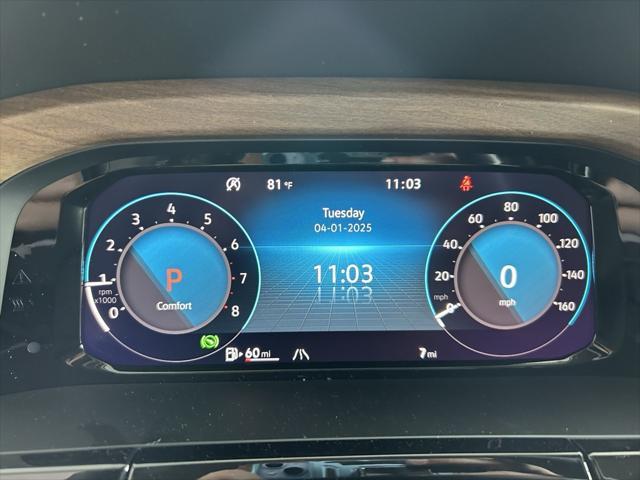 81 °F 11:03
Tuesday
04-01-2025
11:03
0 1 2 3 4 5 6 7 8
rpm
x1000
P
Comfort
0 20 40 60 80 100 120 140 160
mph
0
mph
60 mi
7 mi